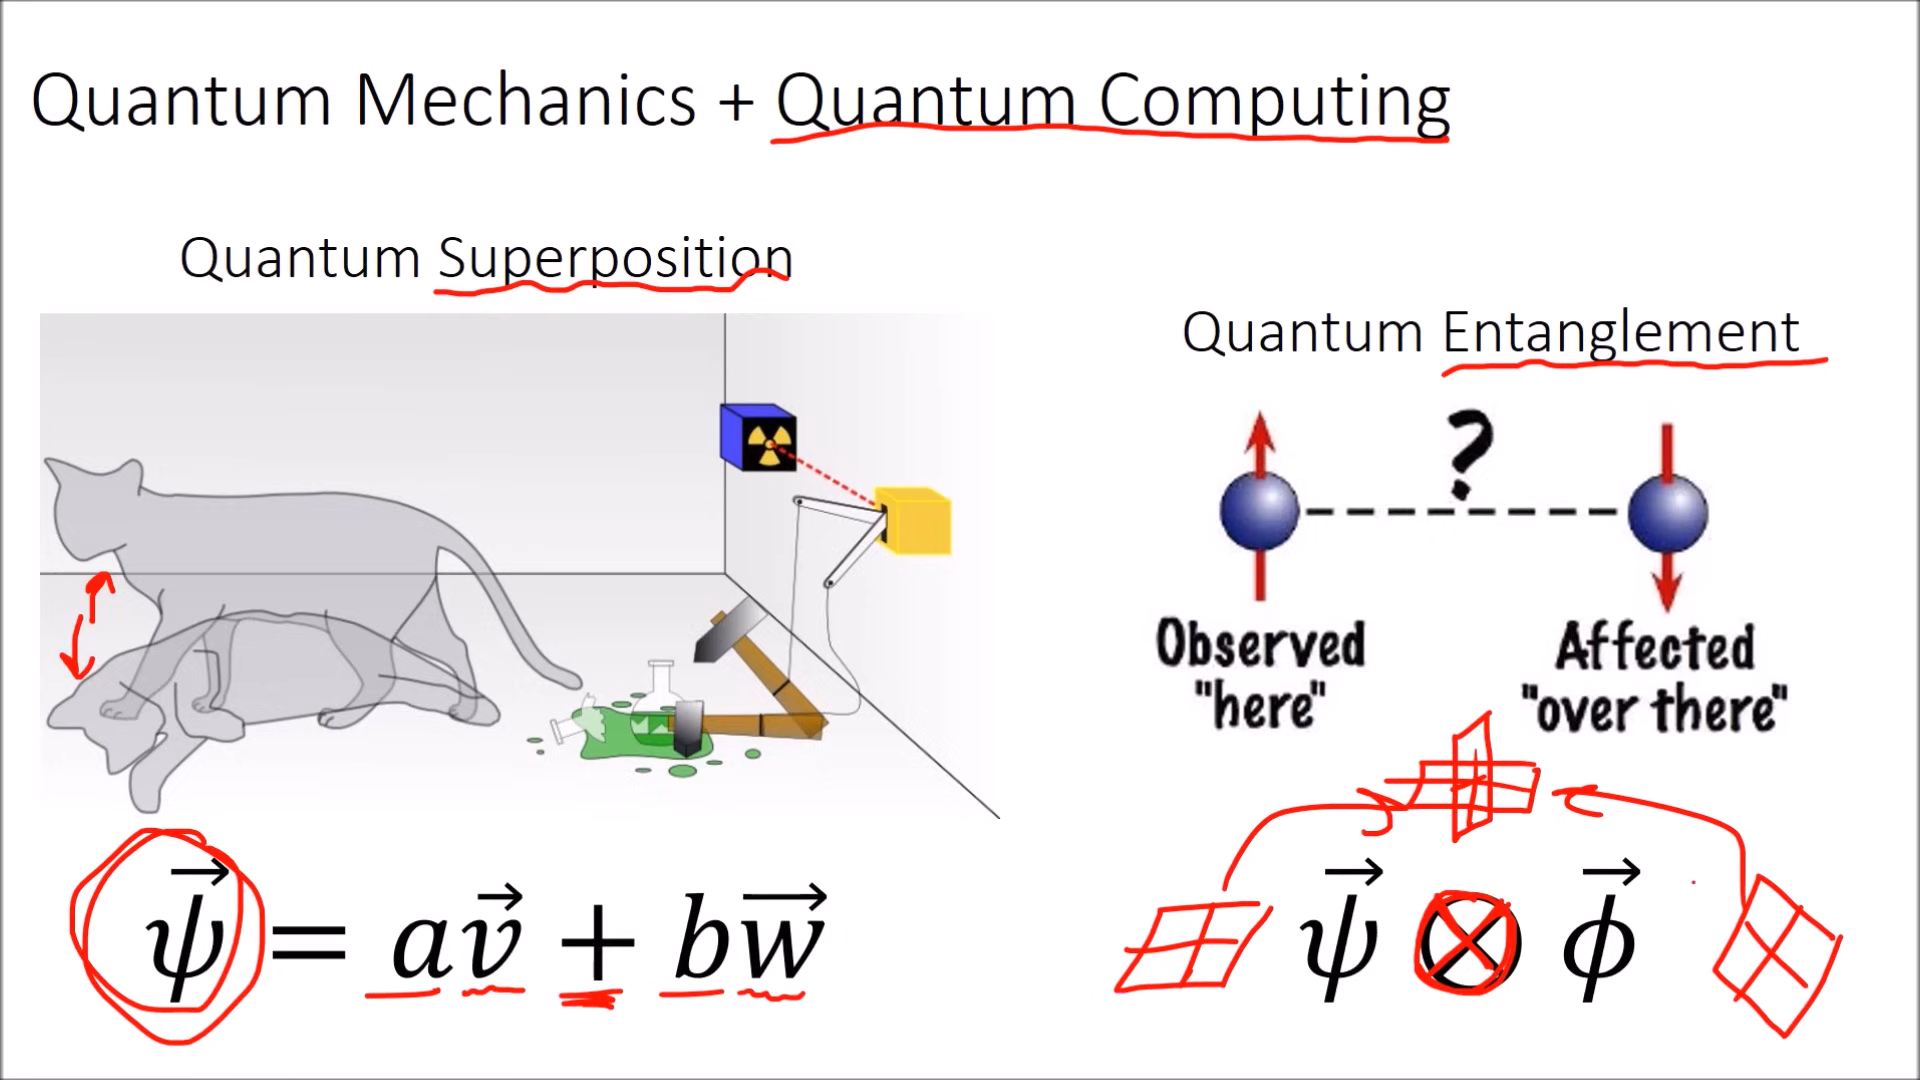 Quantum Mechanics + Quantum Computing
Quantum Superposition
Quantum Entanglement
?
Observed
"here"
Affected
"over there"
ψ⃗ = av⃗ + bw⃗
ψ⃗ ⊗ ϕ⃗